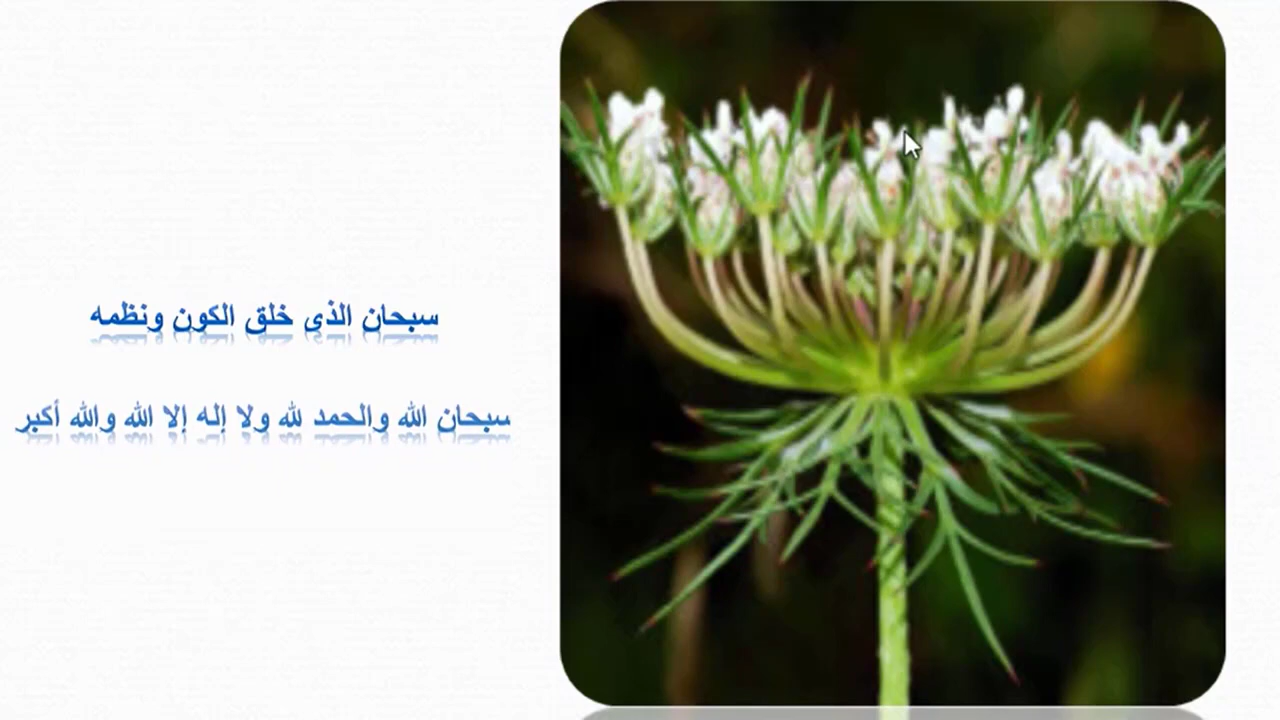 سبحان الذى خلق الكون ونظمه
سبحان الله والحمد لله ولا إله إلا الله والله أكبر